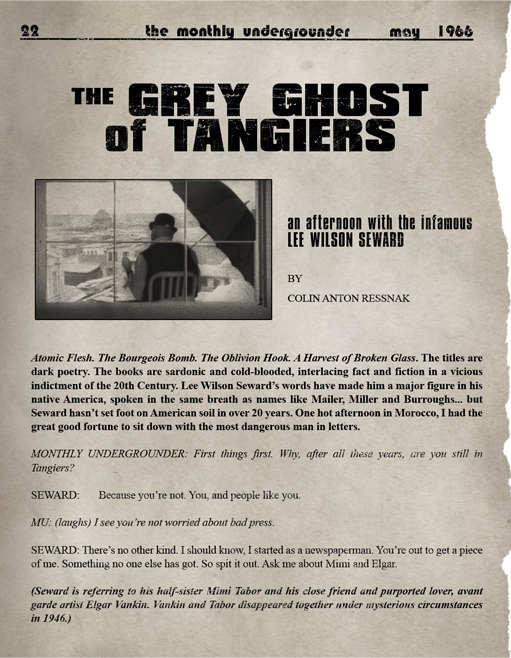 22 the monthly undergrounder may 1966
THE GREY GHOST
of TANGIERS
an afternoon with the infamous
LEE WILSON SEWARD
BY
COLIN ANTON RESSNAK
Atomic Flesh. The Bourgeois Bomb. The Oblivion Hook. A Harvest of Broken Glass. The titles are
dark poetry. The books are sardonic and cold-blooded, interlacing fact and fiction in a vicious
indictment of the 20th Century. Lee Wilson Seward's words have made him a major figure in his
native America, spoken in the same breath as names like Mailer, Miller and Burroughs... but
Seward hasn't set foot on American soil in over 20 years. One hot afternoon in Morocco, I had the
great good fortune to sit down with the most dangerous man in letters.
MONTHLY UNDERGROUNDER: First things first. Why, after all these years, are you still in
Tangiers?
SEWARD: Because you're not. You, and people like you.
MU: (laughs) I see you're not worried about bad press.
SEWARD: There's no other kind. I should know, I started as a newspaperman. You're out to get a piece
of me. Something no one else has got. So spit it out. Ask me about Mimi and Elgar.
(Seward is referring to his half-sister Mimi Tabor and his close friend and purported lover, avant
garde artist Elgar Vankin. Vankin and Tabor disappeared together under mysterious circumstances
in 1946.)